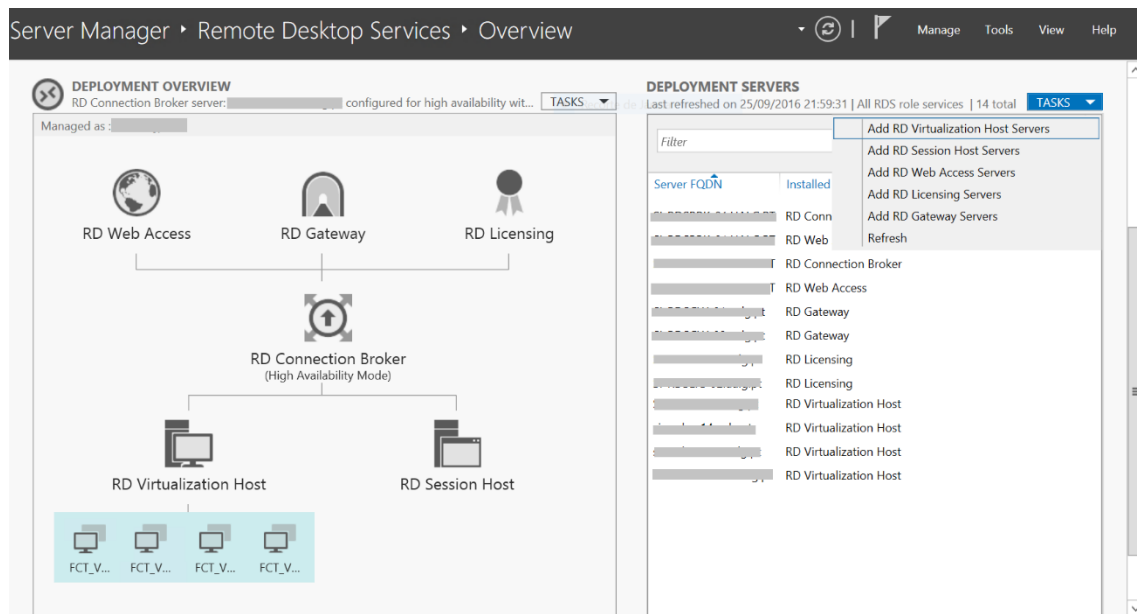 Server Manager ‣ Remote Desktop Services ‣ Overview
Manage Tools View Help
DEPLOYMENT OVERVIEW
RD Connection Broker server: configured for high availability wit... TASKS
Managed as :
RD Web Access RD Gateway RD Licensing
RD Connection Broker
(High Availability Mode)
RD Virtualization Host RD Session Host
FCT_V... FCT_V... FCT_V... FCT_V...
DEPLOYMENT SERVERS
Last refreshed on 25/09/2016 21:59:31 | All RDS role services | 14 total TASKS
Filter
Add RD Virtualization Host Servers
Add RD Session Host Servers
Add RD Web Access Servers
Add RD Licensing Servers
Add RD Gateway Servers
Refresh
Server FQDN Installed
RD Conn
RD Web
RD Connection Broker
RD Web Access
RD Gateway
RD Gateway
RD Licensing
RD Licensing
RD Virtualization Host
RD Virtualization Host
RD Virtualization Host
RD Virtualization Host